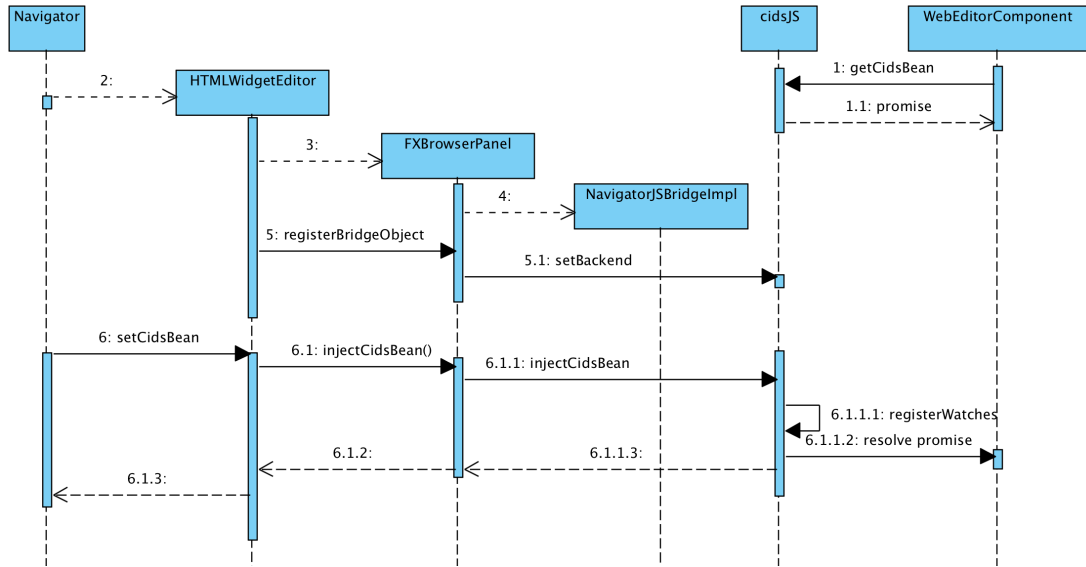 Navigator
cidsJS
WebEditorComponent
1: getCidsBean
2:
HTMLWidgetEditor
1.1: promise
3:
FXBrowserPanel
4:
NavigatorJSBridgeImpl
5: registerBridgeObject
5.1: setBackend
6: setCidsBean
6.1: injectCidsBean()
6.1.1: injectCidsBean
6.1.1.1: registerWatches
6.1.1.2: resolve promise
6.1.2:
6.1.1.3:
6.1.3: